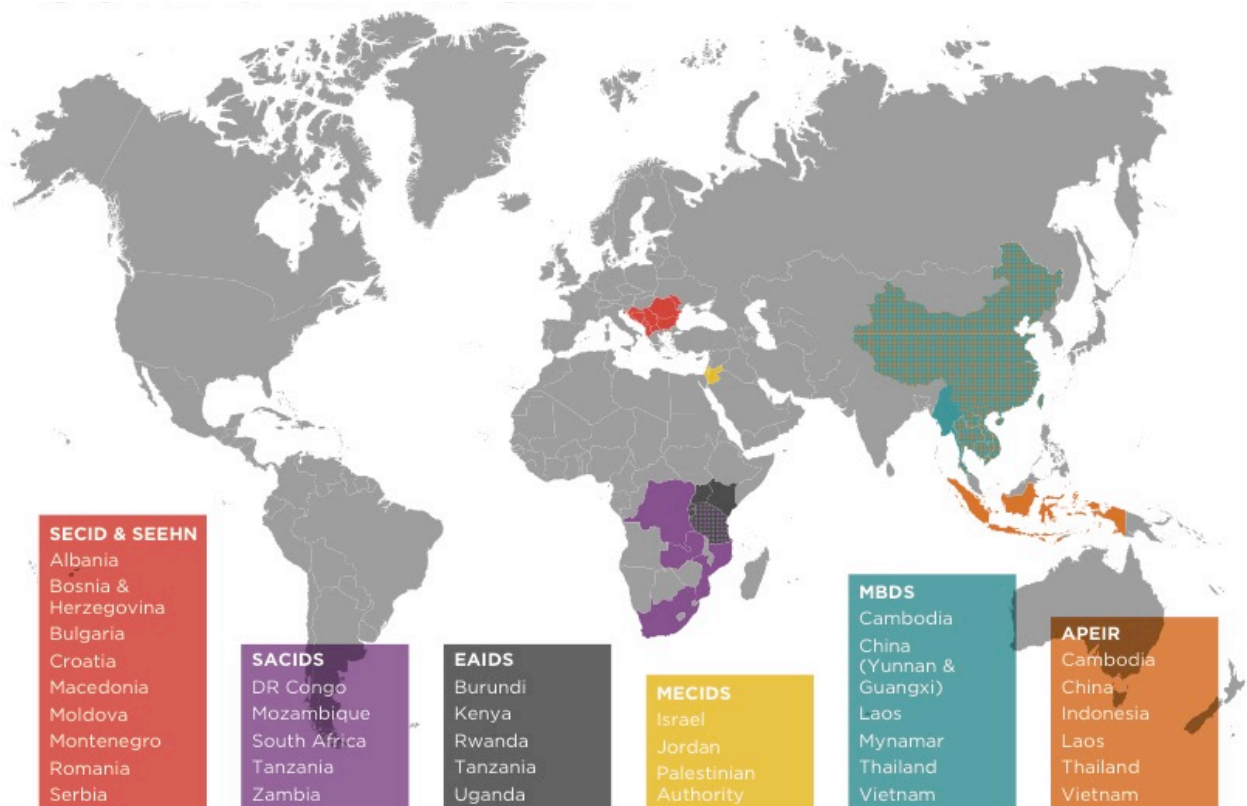 SECID & SEEHN
Albania
Bosnia &
Herzegovina
Bulgaria
Croatia
Macedonia
Moldova
Montenegro
Romania
Serbia
SACIDS
DR Congo
Mozambique
South Africa
Tanzania
Zambia
EAIDS
Burundi
Kenya
Rwanda
Tanzania
Uganda
MECIDS
Israel
Jordan
Palestinian
Authority
MBDS
Cambodia
China
(Yunnan &
Guangxi)
Laos
Mynamar
Thailand
Vietnam
APEIR
Cambodia
China
Indonesia
Laos
Thailand
Vietnam